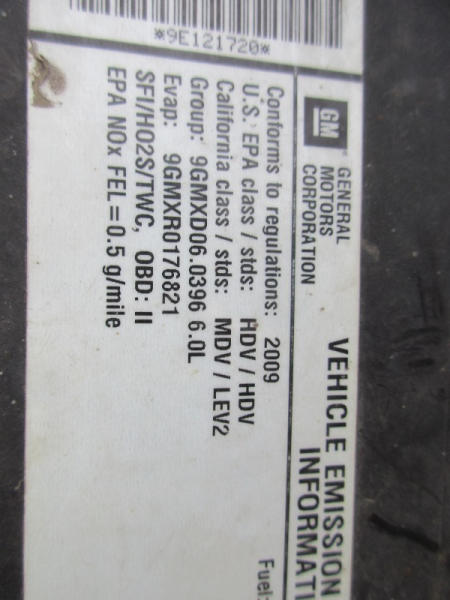 *9E121720*
GM
GENERAL
MOTORS
CORPORATION
VEHICLE EMISSION
INFORMATI
Conforms to regulations: 2009
U.S. EPA class / stds: HDV / HDV
California class / stds: MDV / LEV2
Group: 9GMXD06.0396 6.0L
Evap: 9GMXR0176821
SFI/HO2S/TWC, OBD: II
EPA NOx FEL=0.5 g/mile
Fuel: